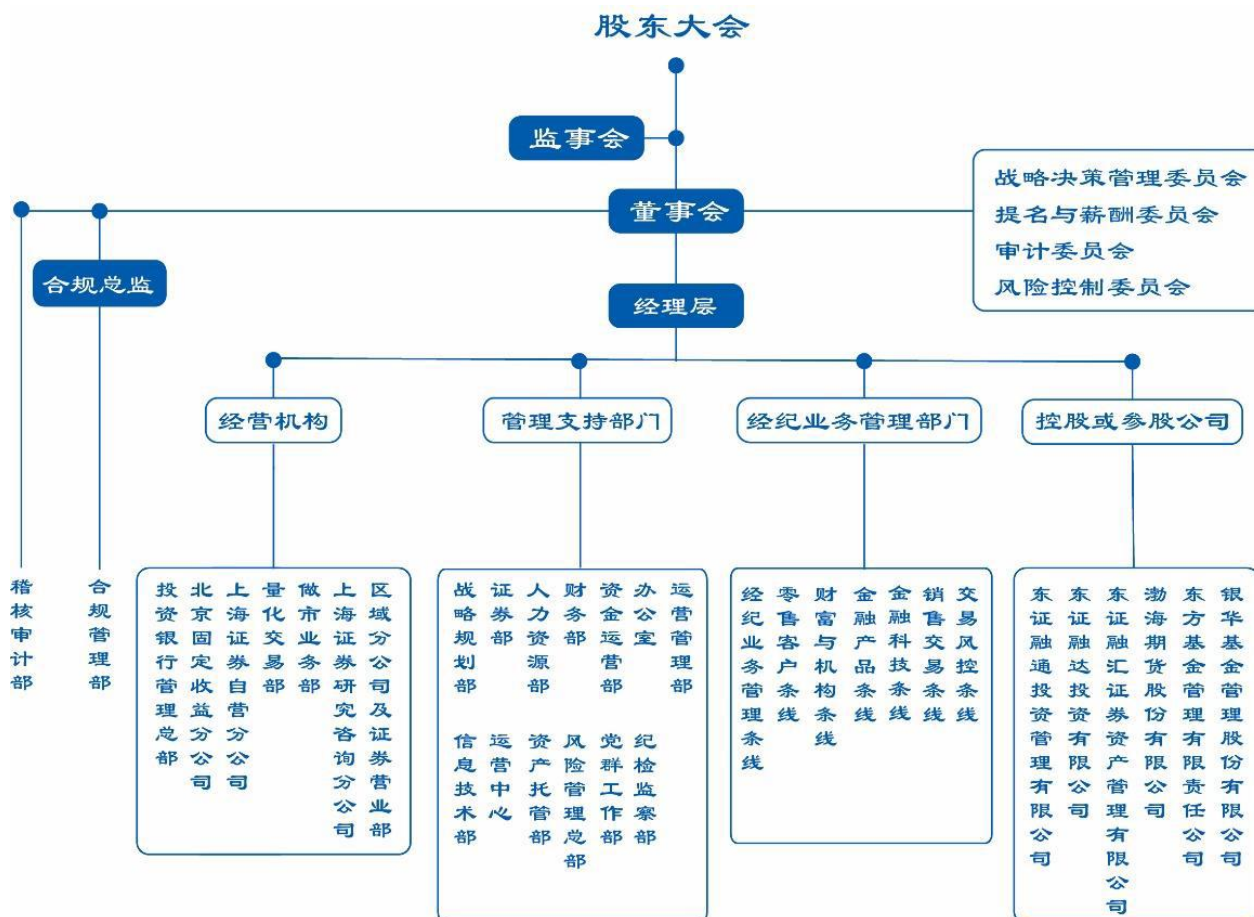 股东大会
监事会
董事会
战略决策管理委员会
提名与薪酬委员会
审计委员会
风险控制委员会
合规总监
经理层
经营机构
管理支持部门
经纪业务管理部门
控股或参股公司
稽核审计部
合规管理部
投资银行管理总部
北京固定收益分公司
上海证券自营分公司
量化交易部
做市业务部
上海证券研究咨询分公司
区域分公司及证券营业部
战略规划部
证券部
人力资源部
财务部
资金运营部
办公室
运营管理部
信息技术部
运营中心
资产托管部
风险管理总部
党群工作部
纪检监察部
经纪业务管理条线
零售客户条线
财富与机构条线
金融产品条线
金融科技条线
销售交易条线
交易风控条线
东证融通投资管理有限公司
东证融达投资有限公司
东证融汇证券资产管理有限公司
渤海期货股份有限公司
东方基金管理有限责任公司
银华基金管理股份有限公司